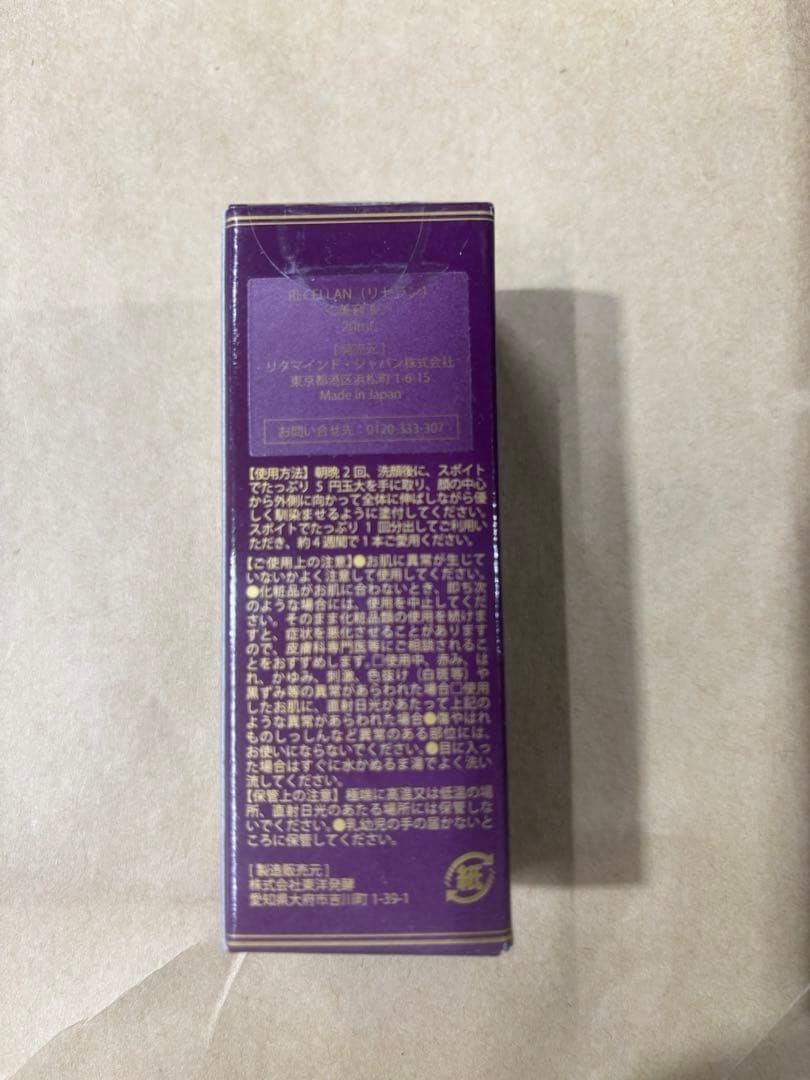 RECELLAN（リセラン）
＜美容液＞
20mL
［発売元］
リタマインド・ジャパン株式会社
東京都港区浜松町 1-6-15
Made in Japan
お問い合せ先：0120-333-307
【使用方法】朝晩２回、洗顔後に、スポイト
でたっぷり５円玉大を手に取り、顔の中心
から外側に向かって全体に伸ばしながら優
しく馴染ませるように塗付してください。
スポイトでたっぷり１回分出してご利用い
ただき、約４週間で１本ご愛用ください。
【ご使用上の注意】●お肌に異常が生じて
いないかよく注意して使用してください。
●化粧品がお肌に合わないとき、即ち次
のような場合には、使用を中止してくだ
さい。そのまま化粧品類の使用を続けま
すと、症状を悪化させることがあります
ので、皮膚科専門医等にご相談されるこ
とをおすすめします。□使用中、赤み、は
れ、かゆみ、刺激、色抜け（白斑等）や
黒ずみ等の異常があらわれた場合□使用
したお肌に、直射日光があたって上記の
ような異常があらわれた場合●傷やはれ
ものしっしんなど異常のある部位には、
お使いにならないでください。●目に入っ
た場合はすぐに水かぬるま湯でよく洗い
流してください。
【保管上の注意】極端に高温又は低温の場
所、直射日光のあたる場所には保管しな
いでください。●乳幼児の手の届かないと
ころに保管してください。
［製造販売元］
株式会社東洋発酵
愛知県大府市吉川町 1-39-1
紙